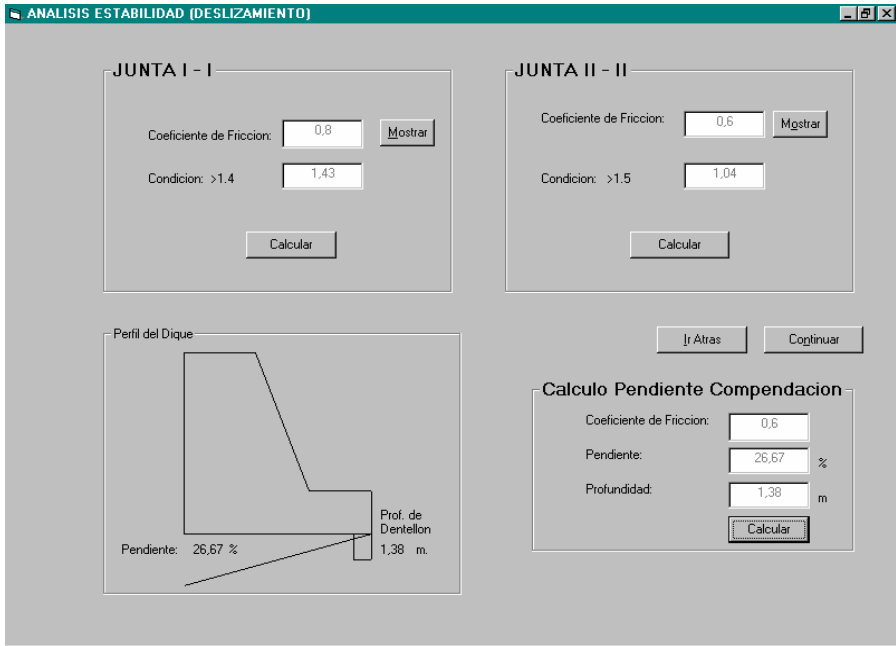 ANALISIS ESTABILIDAD (DESLIZAMIENTO)
JUNTA I - I
Coeficiente de Friccion: 0,8 Mostrar
Condicion: >1.4 1,43
Calcular
JUNTA II - II
Coeficiente de Friccion: 0,6 Mostrar
Condicion: >1.5 1,04
Calcular
Perfil del Dique
Prof. de
Dentellon
Pendiente: 26,67 % 1,38 m.
Ir Atras Continuar
Calculo Pendiente Compendacion
Coeficiente de Friccion: 0,6
Pendiente: 26,67 %
Profundidad: 1,38 m
Calcular